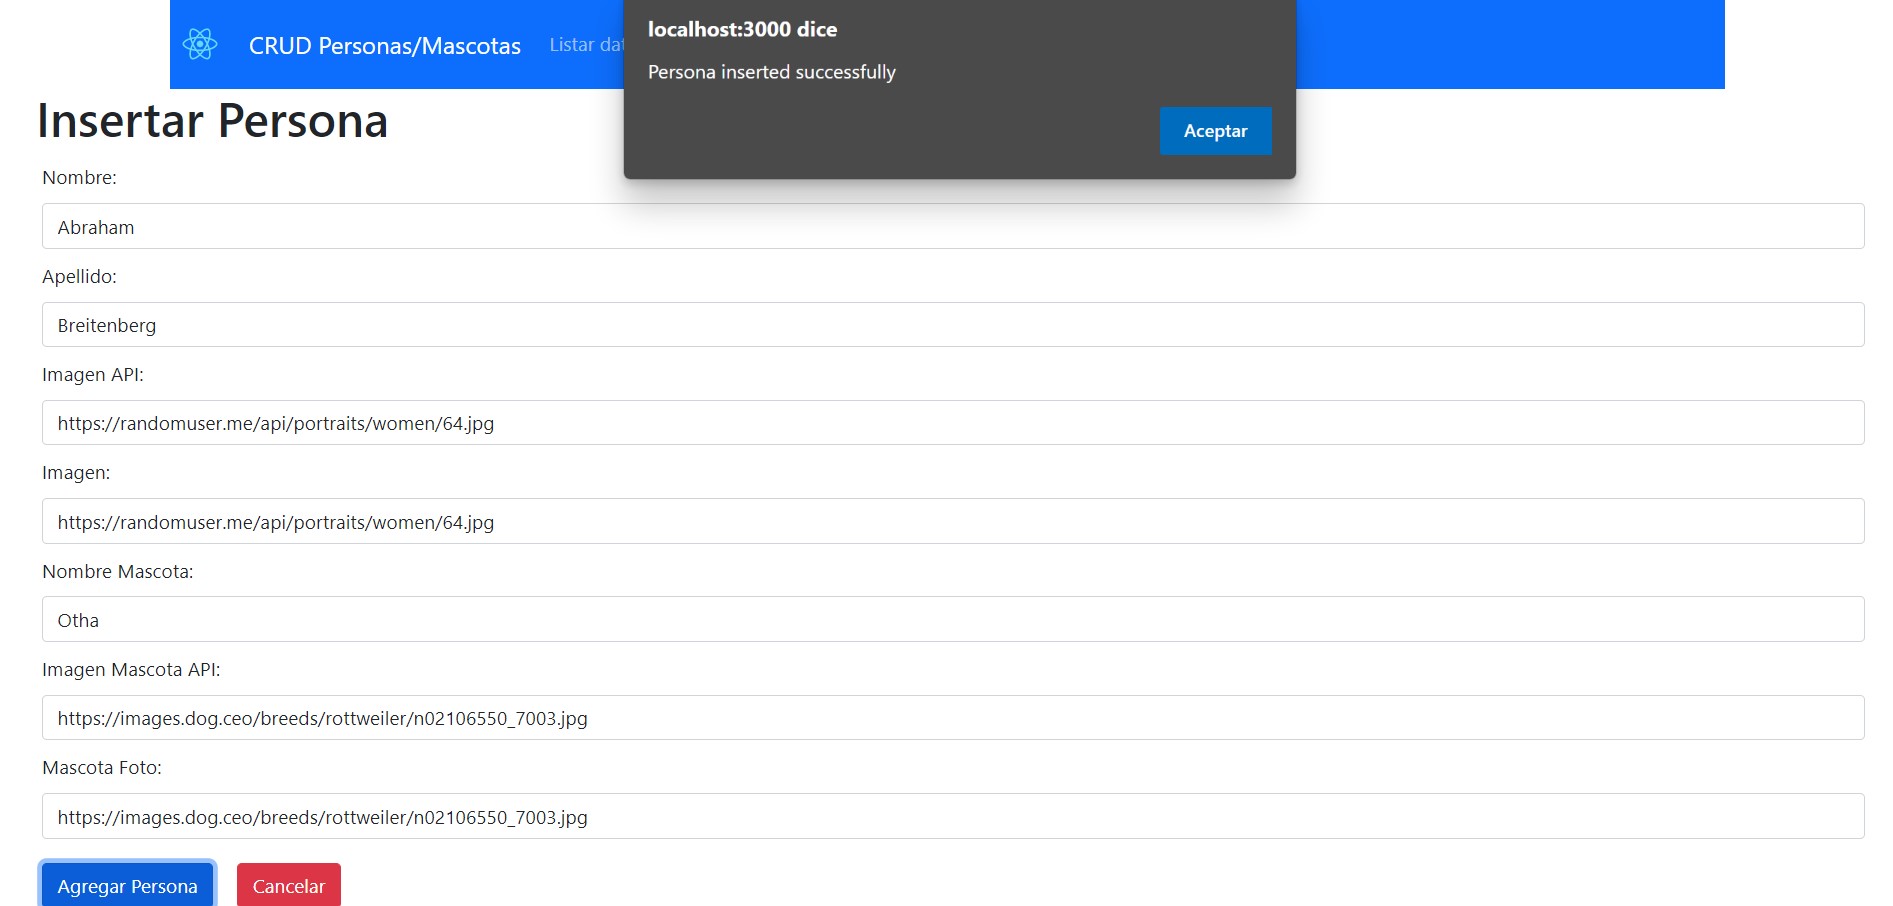 CRUD Personas/Mascotas Listar dat
localhost:3000 dice
Persona inserted successfully
Aceptar
Insertar Persona
Nombre:
Abraham
Apellido:
Breitenberg
Imagen API:
https://randomuser.me/api/portraits/women/64.jpg
Imagen:
https://randomuser.me/api/portraits/women/64.jpg
Nombre Mascota:
Otha
Imagen Mascota API:
https://images.dog.ceo/breeds/rottweiler/n02106550_7003.jpg
Mascota Foto:
https://images.dog.ceo/breeds/rottweiler/n02106550_7003.jpg
Agregar Persona Cancelar